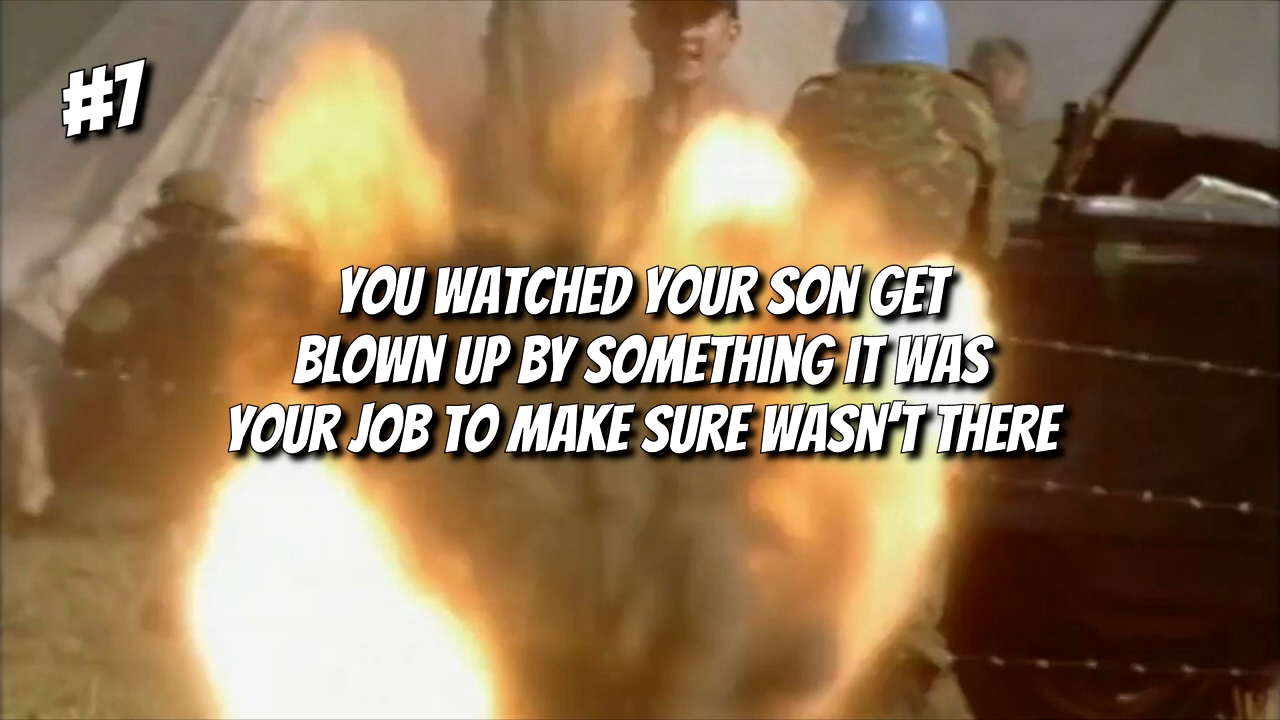 #7
YOU WATCHED YOUR SON GET
BLOWN UP BY SOMETHING IT WAS
YOUR JOB TO MAKE SURE WASN'T THERE